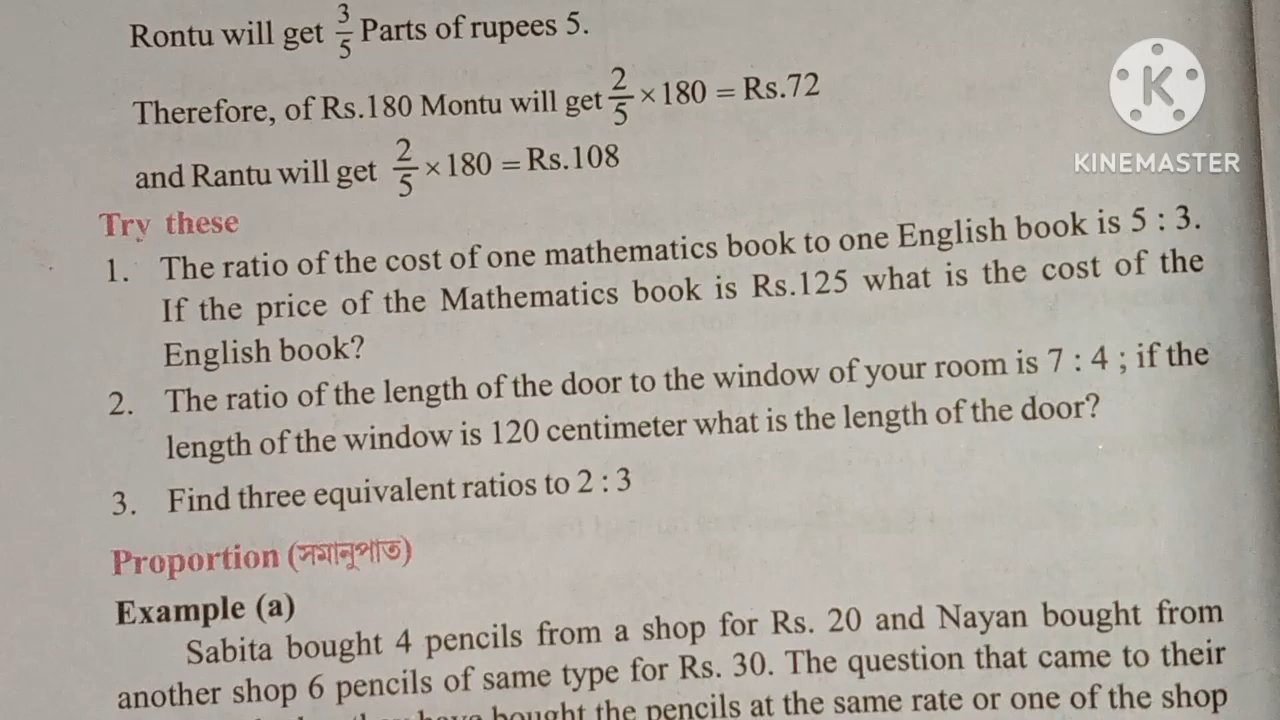 Rontu will get 3/5 Parts of rupees 5.
Therefore, of Rs.180 Montu will get 2/5 × 180 = Rs.72
and Rantu will get 2/5 × 180 = Rs.108
K
KINEMASTER
Try these
1. The ratio of the cost of one mathematics book to one English book is 5 : 3.
If the price of the Mathematics book is Rs.125 what is the cost of the
English book?
2. The ratio of the length of the door to the window of your room is 7 : 4 ; if the
length of the window is 120 centimeter what is the length of the door?
3. Find three equivalent ratios to 2 : 3
Proportion (সমানুপাত)
Example (a)
Sabita bought 4 pencils from a shop for Rs. 20 and Nayan bought from
another shop 6 pencils of same type for Rs. 30. The question that came to their
bought the pencils at the same rate or one of the shop